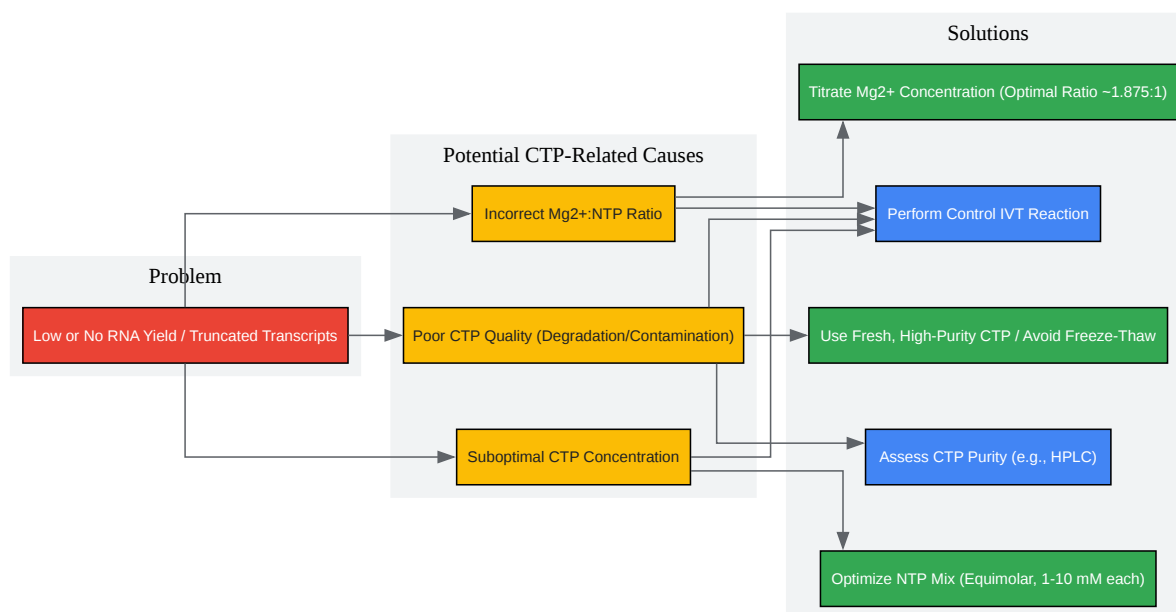 Problem
Low or No RNA Yield / Truncated Transcripts
Potential CTP-Related Causes
Incorrect Mg2+:NTP Ratio
Poor CTP Quality (Degradation/Contamination)
Suboptimal CTP Concentration
Solutions
Titrate Mg2+ Concentration (Optimal Ratio ~1.875:1)
Perform Control IVT Reaction
Use Fresh, High-Purity CTP / Avoid Freeze-Thaw
Assess CTP Purity (e.g., HPLC)
Optimize NTP Mix (Equimolar, 1-10 mM each)